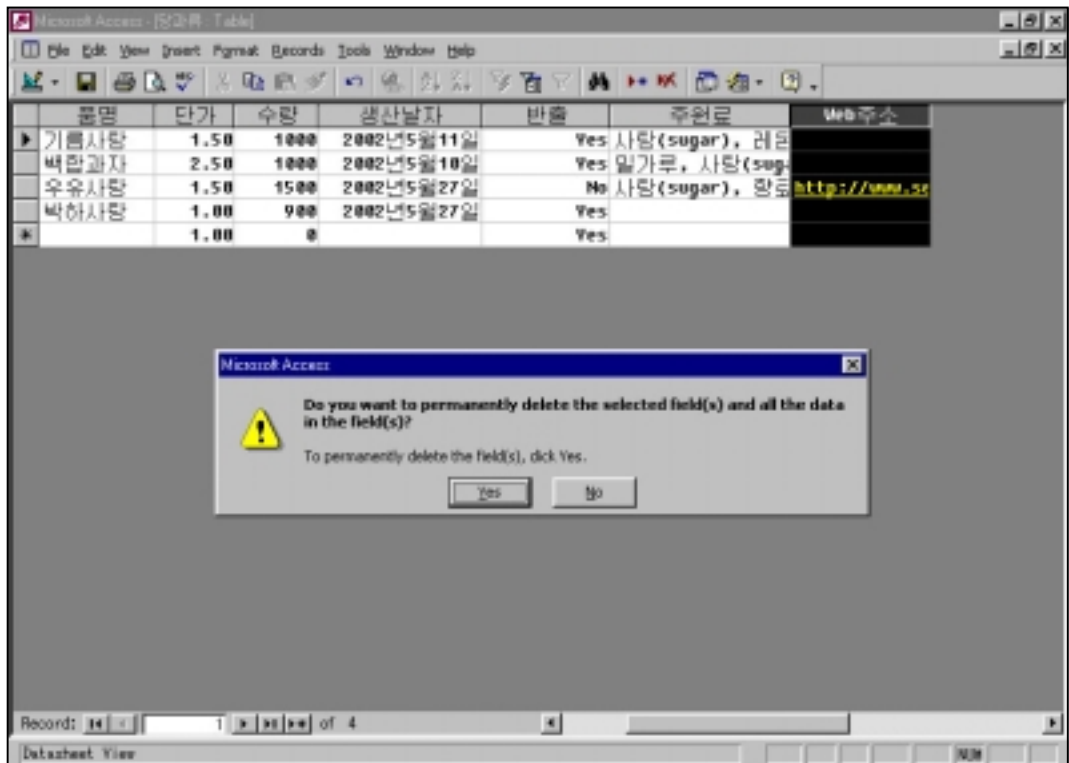 Microsoft Access - [당과류 : Table]
File Edit View Insert Format Records Tools Window Help
품명 단가 수량 생산날자 반출 주원료 Web주소
기름사탕 1.50 1000 2002년5월11일 Yes 사탕(sugar), 레몬
백합과자 2.50 1000 2002년5월10일 Yes 밀가루, 사탕(sug
우유사탕 1.50 1500 2002년5월27일 No 사탕(sugar), 향료 http://www.se
박하사탕 1.00 900 2002년5월27일 Yes
1.00 0 Yes
Microsoft Access
Do you want to permanently delete the selected field(s) and all the data
in the field(s)?
To permanently delete the field(s), click Yes.
Yes No
Record: 1 of 4
Datasheet View NUM